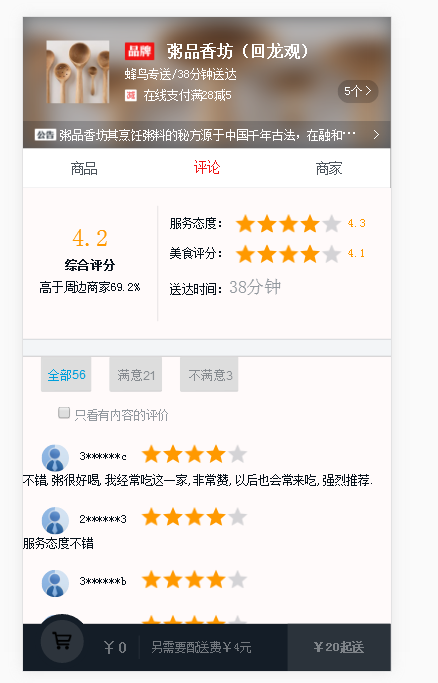 品牌 粥品香坊（回龙观）
蜂鸟专送/38分钟送达
减 在线支付满28减5
5个 >
公告 粥品香坊其烹饪粥料的秘方源于中国千年古法，在融和··· >
商品 评论 商家
4.2
综合评分
高于周边商家69.2%
服务态度： 4.3
美食评分： 4.1
送达时间：38分钟
全部56 满意21 不满意3
只看有内容的评价
3******c
不错,粥很好喝,我经常吃这一家,非常赞,以后也会常来吃,强烈推荐.
2******3
服务态度不错
3******b
￥0 另需要配送费￥4元 ￥20起送